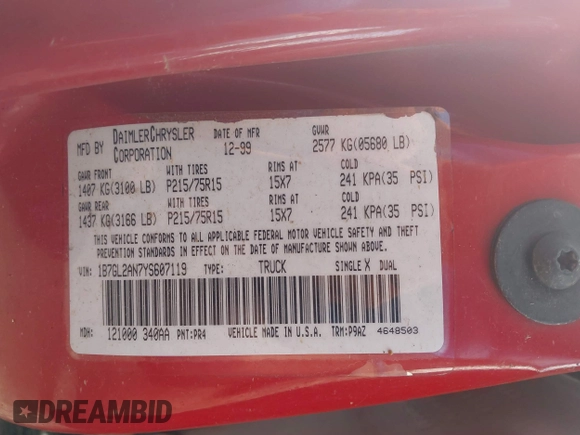 MFD BY DAIMLERCHRYSLER CORPORATION DATE OF MFR 12-99 GVWR 2577 KG(05680 LB)
GAWR FRONT WITH TIRES RIMS AT COLD
1407 KG(3100 LB) P215/75R15 15X7 241 KPA(35 PSI)
GAWR REAR WITH TIRES RIMS AT COLD
1437 KG(3166 LB) P215/75R15 15X7 241 KPA(35 PSI)
THIS VEHICLE CONFORMS TO ALL APPLICABLE FEDERAL MOTOR VEHICLE SAFETY AND THEFT
PREVENTION STANDARDS IN EFFECT ON THE DATE OF MANUFACTURE SHOWN ABOVE.
VIN: 1B7GL2AN7YS607119 TYPE: TRUCK SINGLE X DUAL
MDH: 121000 340AA PNT:PR4 VEHICLE MADE IN U.S.A. TRM:P9AZ 4648503
DREAMBID